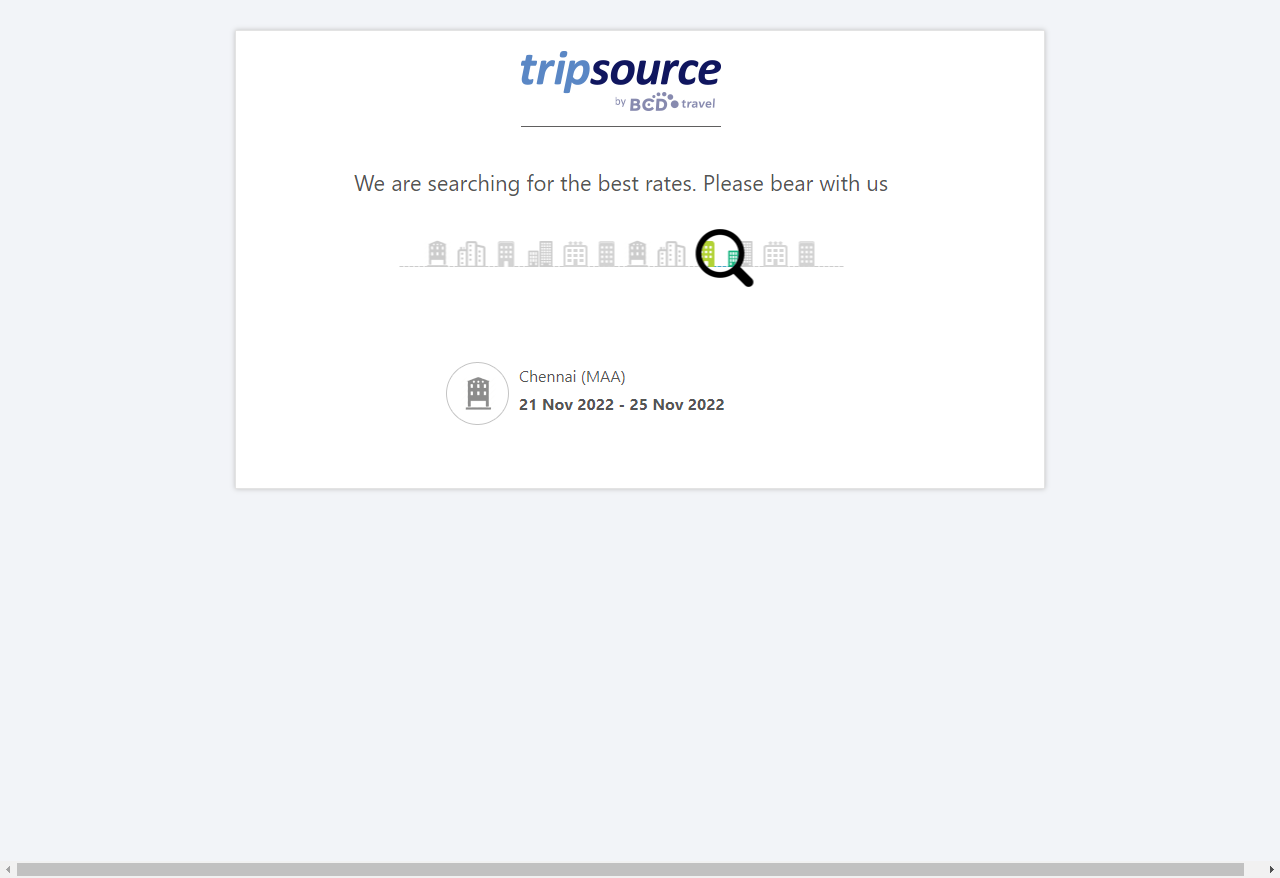 tripsource
by BCD travel
We are searching for the best rates. Please bear with us
Chennai (MAA)
21 Nov 2022 - 25 Nov 2022